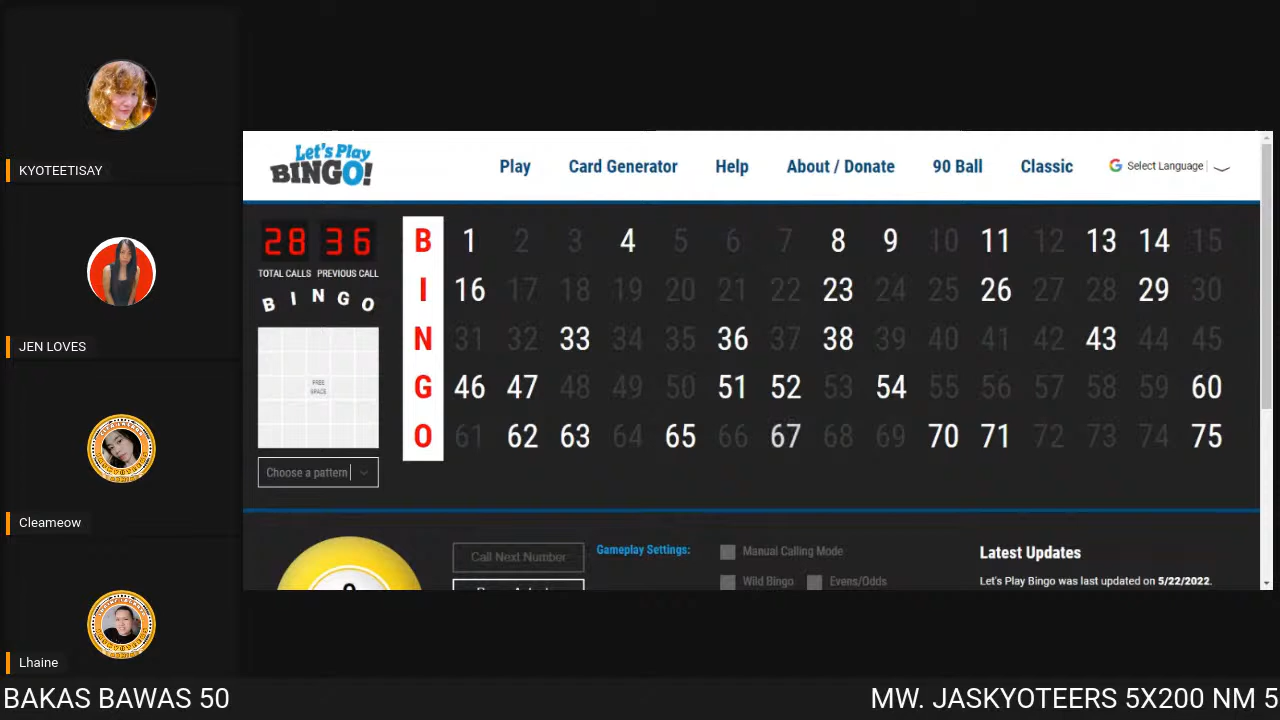 KYOTEETISAY
JEN LOVES
Cleameow
Lhaine
Let's Play
BINGO!
Play Card Generator Help About / Donate 90 Ball Classic Select Language
28 36
TOTAL CALLS PREVIOUS CALL
B I N G O
FREE
SPACE
Choose a pattern
B 1 2 3 4 5 6 7 8 9 10 11 12 13 14 15
I 16 17 18 19 20 21 22 23 24 25 26 27 28 29 30
N 31 32 33 34 35 36 37 38 39 40 41 42 43 44 45
G 46 47 48 49 50 51 52 53 54 55 56 57 58 59 60
O 61 62 63 64 65 66 67 68 69 70 71 72 73 74 75
Call Next Number
Gameplay Settings:
Manual Calling Mode
Wild Bingo Evens/Odds
Latest Updates
Let's Play Bingo was last updated on 5/22/2022.
BAKAS BAWAS 50
MW. JASKYOTEERS 5X200 NM 5